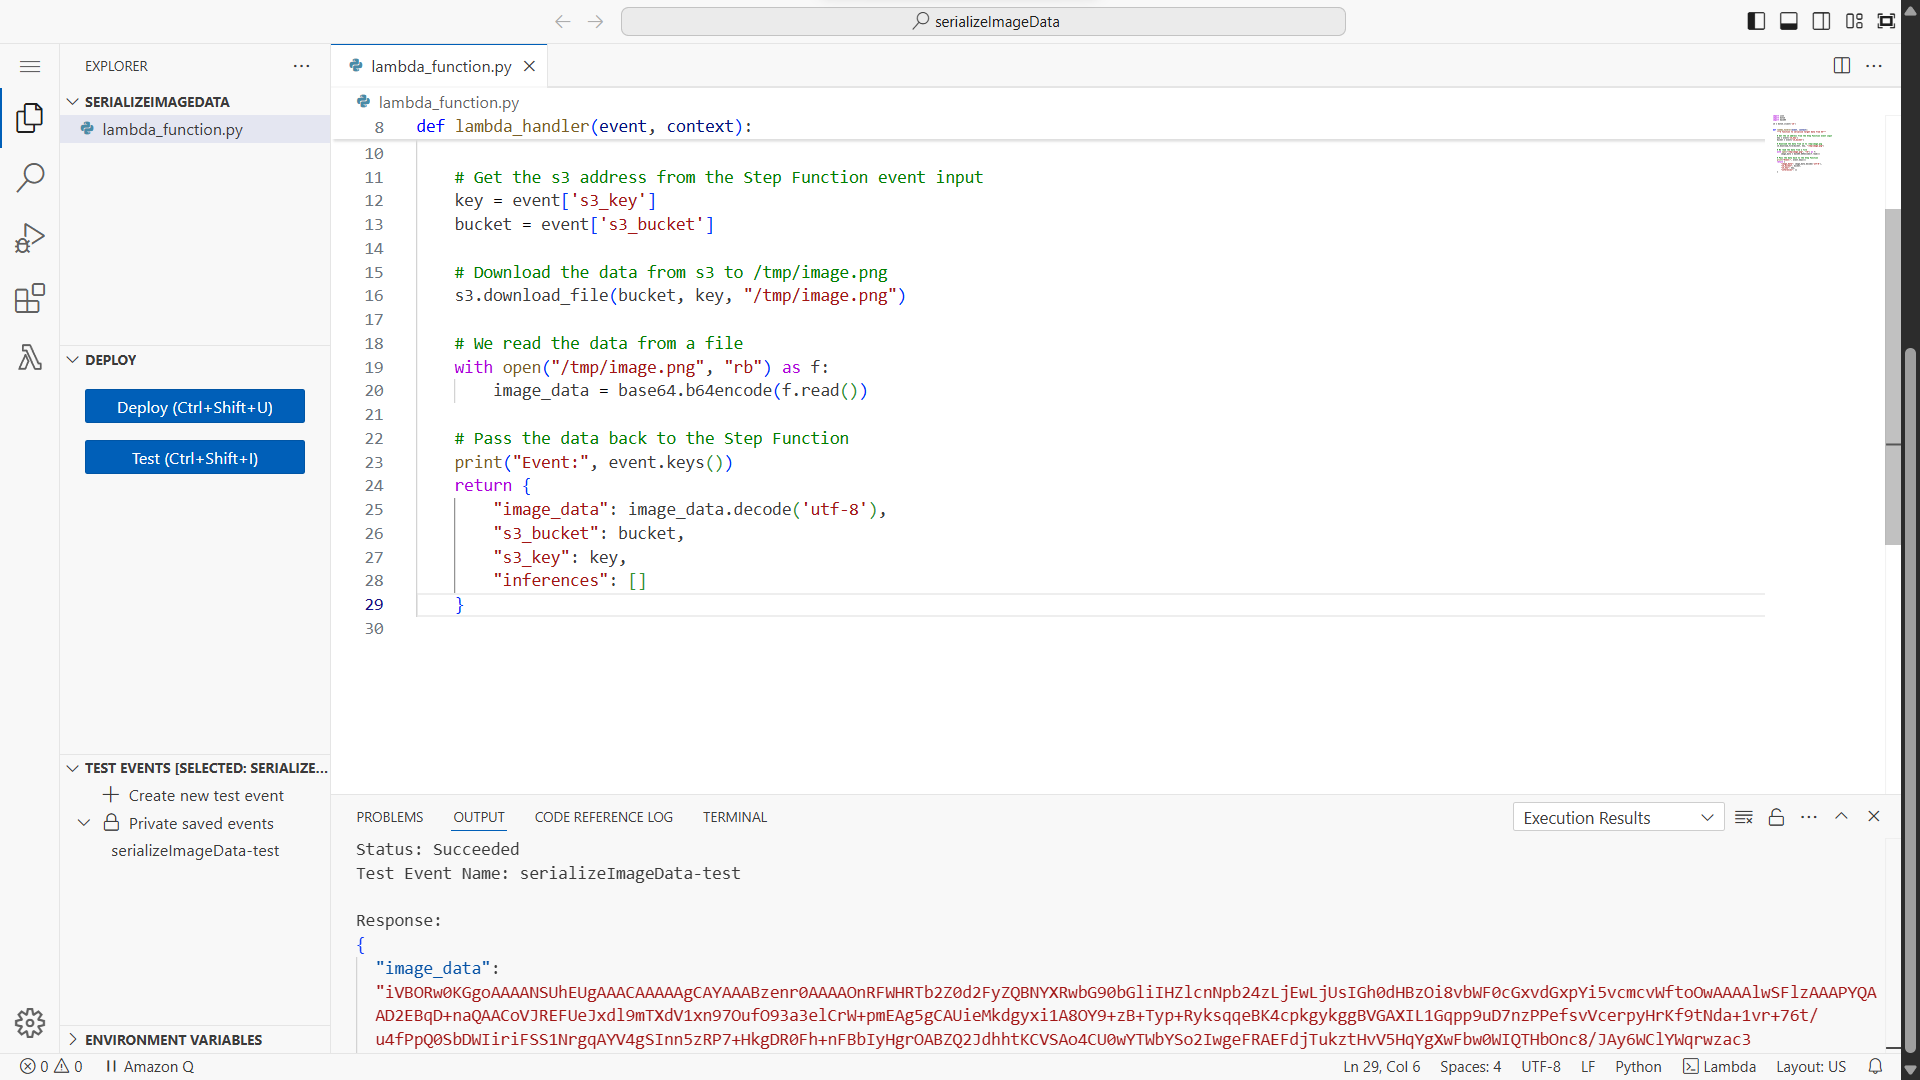 serializeImageData
EXPLORER
SERIALIZEIMAGEDATA
lambda_function.py
DEPLOY
Deploy (Ctrl+Shift+U)
Test (Ctrl+Shift+I)
TEST EVENTS [SELECTED: SERIALIZE...
Create new test event
Private saved events
serializeImageData-test
ENVIRONMENT VARIABLES
lambda_function.py
lambda_function.py
8 def lambda_handler(event, context):
10
11 # Get the s3 address from the Step Function event input
12 key = event['s3_key']
13 bucket = event['s3_bucket']
14
15 # Download the data from s3 to /tmp/image.png
16 s3.download_file(bucket, key, "/tmp/image.png")
17
18 # We read the data from a file
19 with open("/tmp/image.png", "rb") as f:
20 image_data = base64.b64encode(f.read())
21
22 # Pass the data back to the Step Function
23 print("Event:", event.keys())
24 return {
25 "image_data": image_data.decode('utf-8'),
26 "s3_bucket": bucket,
27 "s3_key": key,
28 "inferences": []
29 }
30
PROBLEMS OUTPUT CODE REFERENCE LOG TERMINAL
Execution Results
Status: Succeeded
Test Event Name: serializeImageData-test
Response:
{
"image_data":
"iVBORw0KGgoAAAANSUhEUgAAACAAAAAgCAYAAABzenr0AAAAOnRFWHRTb2Z0d2FyZQBNYXRwbG90bGliIHZlcnNpb24zLjEwLjUsIGh0dHBzOi8vbWF0cGxvdGxpYi5vcmcvWftoOwAAAAlwSFlzAAAPYQA
AD2EBqD+naQAACoVJREFUeJxdl9mTXdV1xn97OufO93a3elCrW+pmEAg5gCAUieMkdgyxi1A8OY9+zB+Typ+RyksqqeBK4cpkgykggBVGAXIL1Gqpp9uD7nzPPefsvVcerpyHrKf9tNda+1vr+76t/
u4fPpQ0SbDWIiriFSS1NrgqAYV4gSInn5zRP7+HkgDR0Fh+nFBbIyHgrOABZQ2JdhhtKCVSAo4CU0wYTWbYSo2IwgeFRAEFdjTukztHvV5HqYgXwFbw0WIQTHbOnc8/JAy6WClYWqrwzac3
0 0 Amazon Q Ln 29, Col 6 Spaces: 4 UTF-8 LF Python Lambda Layout: US